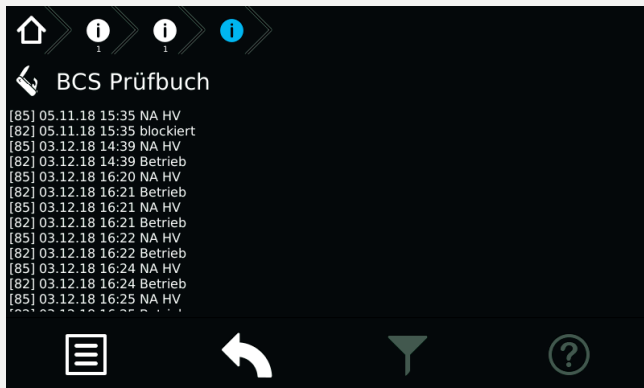 i
i
i
1
1
BCS Prüfbuch
[85] 05.11.18 15:35 NA HV
[82] 05.11.18 15:35 blockiert
[85] 03.12.18 14:39 NA HV
[82] 03.12.18 14:39 Betrieb
[85] 03.12.18 16:20 NA HV
[82] 03.12.18 16:21 Betrieb
[85] 03.12.18 16:21 NA HV
[82] 03.12.18 16:21 Betrieb
[85] 03.12.18 16:22 NA HV
[82] 03.12.18 16:22 Betrieb
[85] 03.12.18 16:24 NA HV
[82] 03.12.18 16:24 Betrieb
[85] 03.12.18 16:25 NA HV
?